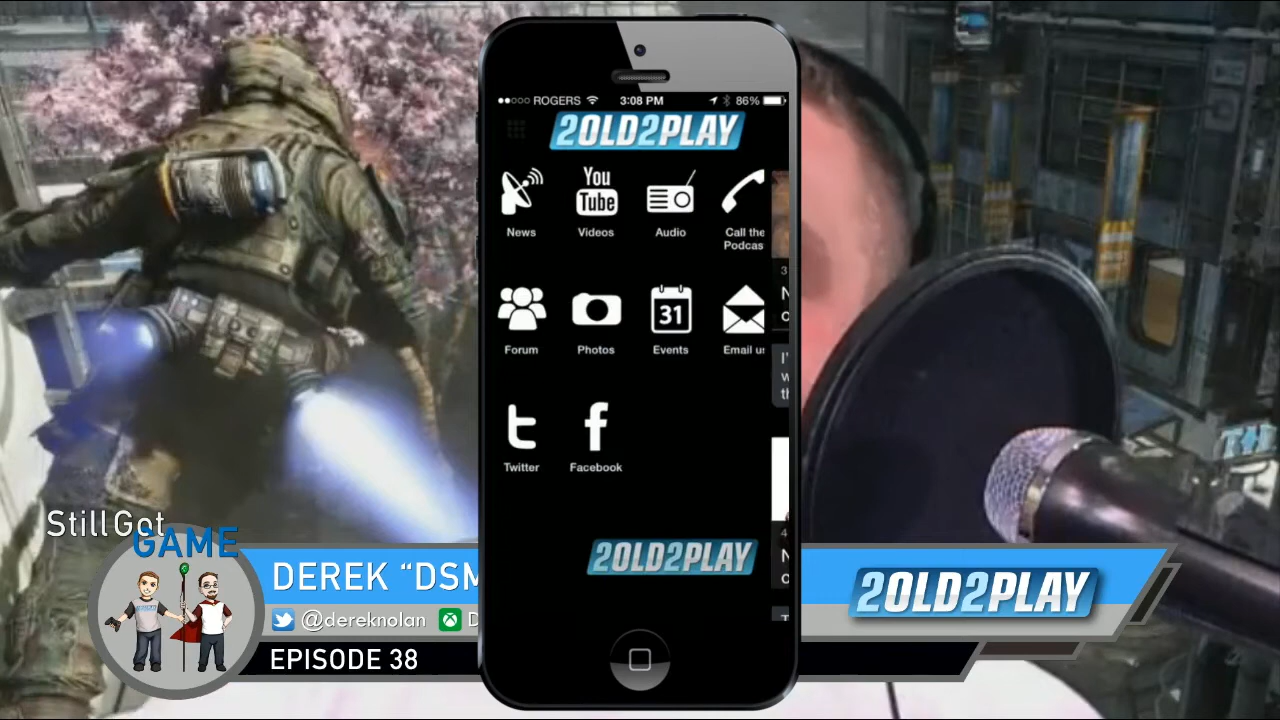 ROGERS 3:08 PM 86%
2OLD2PLAY
You
Tube
News Videos Audio Call the
Podcas
31
Forum Photos Events Email us
Twitter Facebook
2OLD2PLAY
Still Got
GAME
DEREK "DSM
@dereknolan
EPISODE 38
2OLD2PLAY